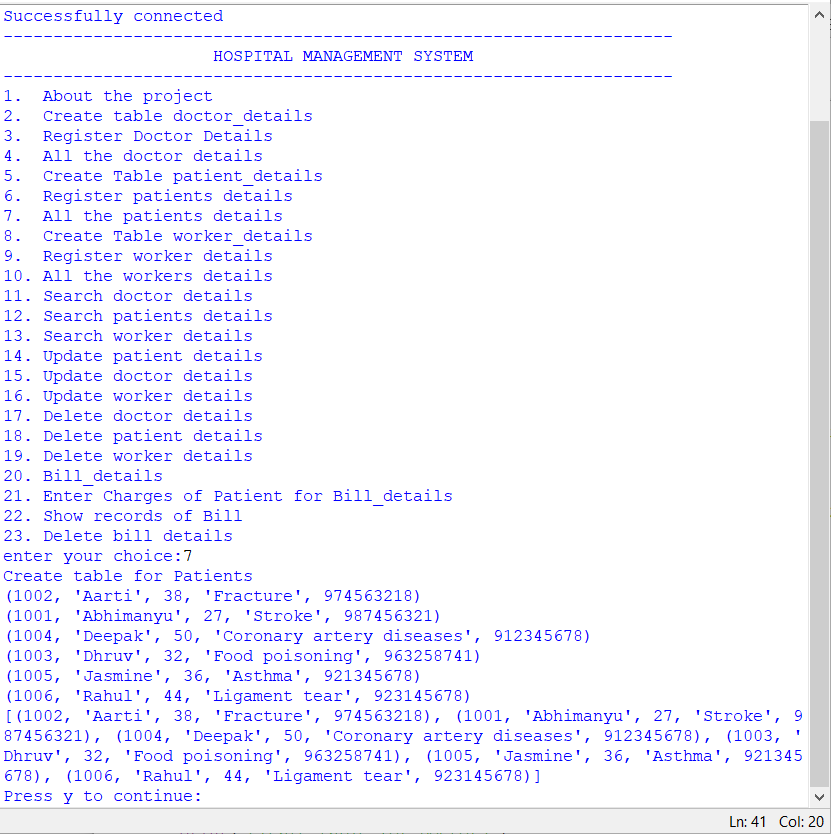 Successfully connected
-------------------------------------------------------------------
HOSPITAL MANAGEMENT SYSTEM
-------------------------------------------------------------------
1.  About the project
2.  Create table doctor_details
3.  Register Doctor Details
4.  All the doctor details
5.  Create Table patient_details
6.  Register patients details
7.  All the patients details
8.  Create Table worker_details
9.  Register worker details
10. All the workers details
11. Search doctor details
12. Search patients details
13. Search worker details
14. Update patient details
15. Update doctor details
16. Update worker details
17. Delete doctor details
18. Delete patient details
19. Delete worker details
20. Bill_details
21. Enter Charges of Patient for Bill_details
22. Show records of Bill
23. Delete bill details
enter your choice:7
Create table for Patients
(1002, 'Aarti', 38, 'Fracture', 974563218)
(1001, 'Abhimanyu', 27, 'Stroke', 987456321)
(1004, 'Deepak', 50, 'Coronary artery diseases', 912345678)
(1003, 'Dhruv', 32, 'Food poisoning', 963258741)
(1005, 'Jasmine', 36, 'Asthma', 921345678)
(1006, 'Rahul', 44, 'Ligament tear', 923145678)
[(1002, 'Aarti', 38, 'Fracture', 974563218), (1001, 'Abhimanyu', 27, 'Stroke', 9
87456321), (1004, 'Deepak', 50, 'Coronary artery diseases', 912345678), (1003, '
Dhruv', 32, 'Food poisoning', 963258741), (1005, 'Jasmine', 36, 'Asthma', 921345
678), (1006, 'Rahul', 44, 'Ligament tear', 923145678)]
Press y to continue:
Ln: 41  Col: 20